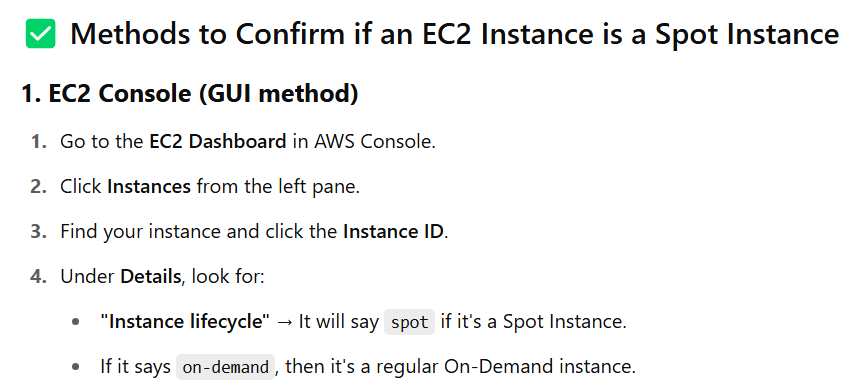 ✅ Methods to Confirm if an EC2 Instance is a Spot Instance
1. EC2 Console (GUI method)
1. Go to the EC2 Dashboard in AWS Console.
2. Click Instances from the left pane.
3. Find your instance and click the Instance ID.
4. Under Details, look for:
• "Instance lifecycle" → It will say spot if it's a Spot Instance.
• If it says on-demand, then it's a regular On-Demand instance.